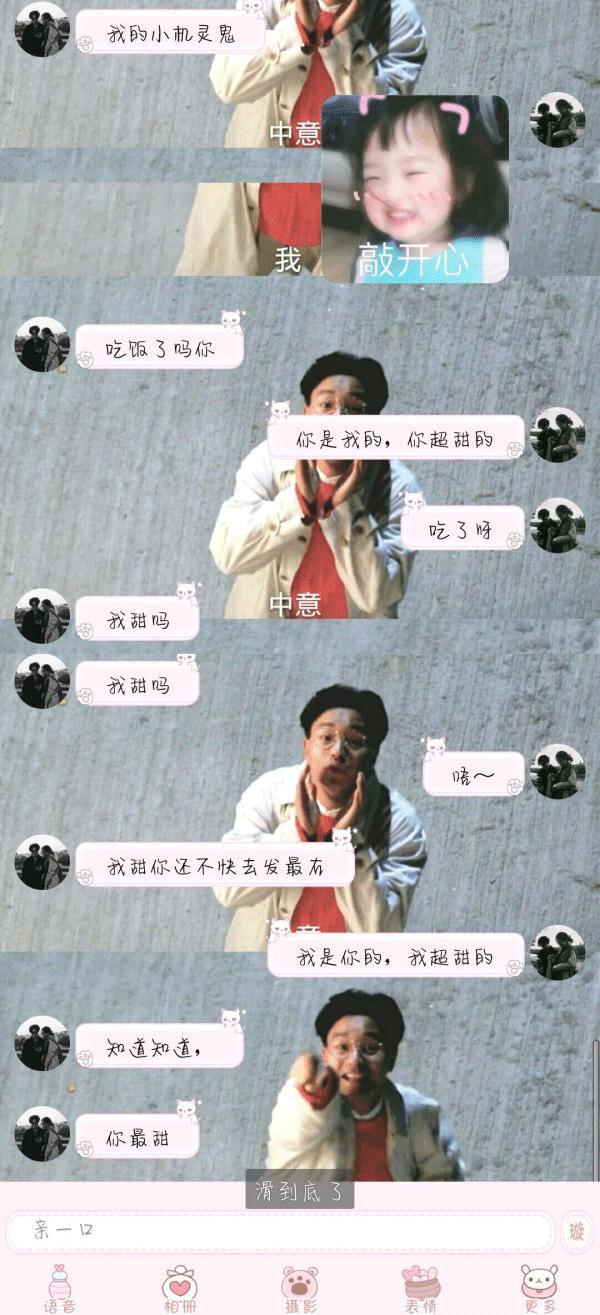 我的小机灵鬼
中意
我
敲开心
吃饭了吗你
你是我的，你超甜的
吃了呀
中意
我甜吗
我甜吗
唔～
我甜你还不快去发最右
我是你的，我超甜的
知道知道，
你最甜
滑到底了
亲一口
璇
语音
相册
摄影
表情
更多